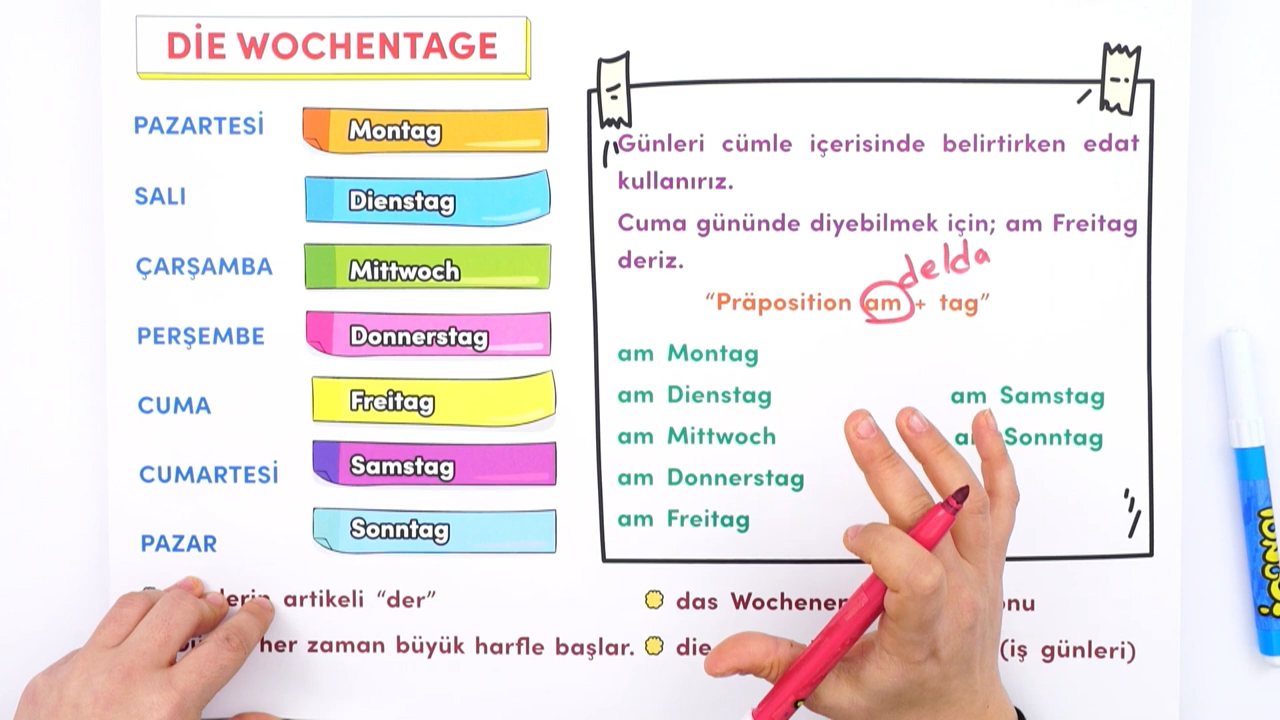 DİE WOCHENTAGE
PAZARTESİ Montag
SALI Dienstag
ÇARŞAMBA Mittwoch
PERŞEMBE Donnerstag
CUMA Freitag
CUMARTESİ Samstag
PAZAR Sonntag
Günleri cümle içerisinde belirtirken edat
kullanırız.
Cuma gününde diyebilmek için; am Freitag
deriz.
delda
"Präposition am + tag"
am Montag
am Dienstag
am Mittwoch
am Donnerstag
am Freitag
am Samstag
Sonntag
artikeli "der"
her zaman büyük harfle başlar.
das
die (iş günleri)